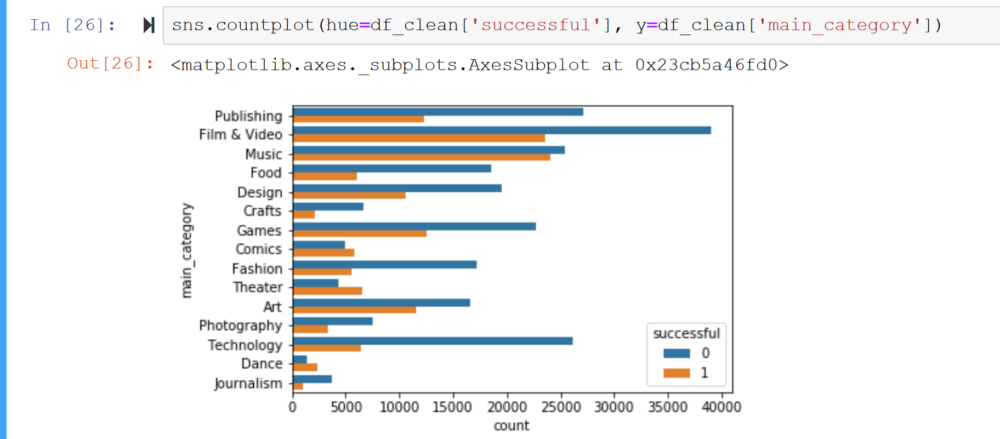 In [26]: sns.countplot(hue=df_clean['successful'], y=df_clean['main_category'])
Out[26]: <matplotlib.axes._subplots.AxesSubplot at 0x23cb5a46fd0>
main_category
Publishing
Film & Video
Music
Food
Design
Crafts
Games
Comics
Fashion
Theater
Art
Photography
Technology
Dance
Journalism
successful
0
1
0 5000 10000 15000 20000 25000 30000 35000 40000
count